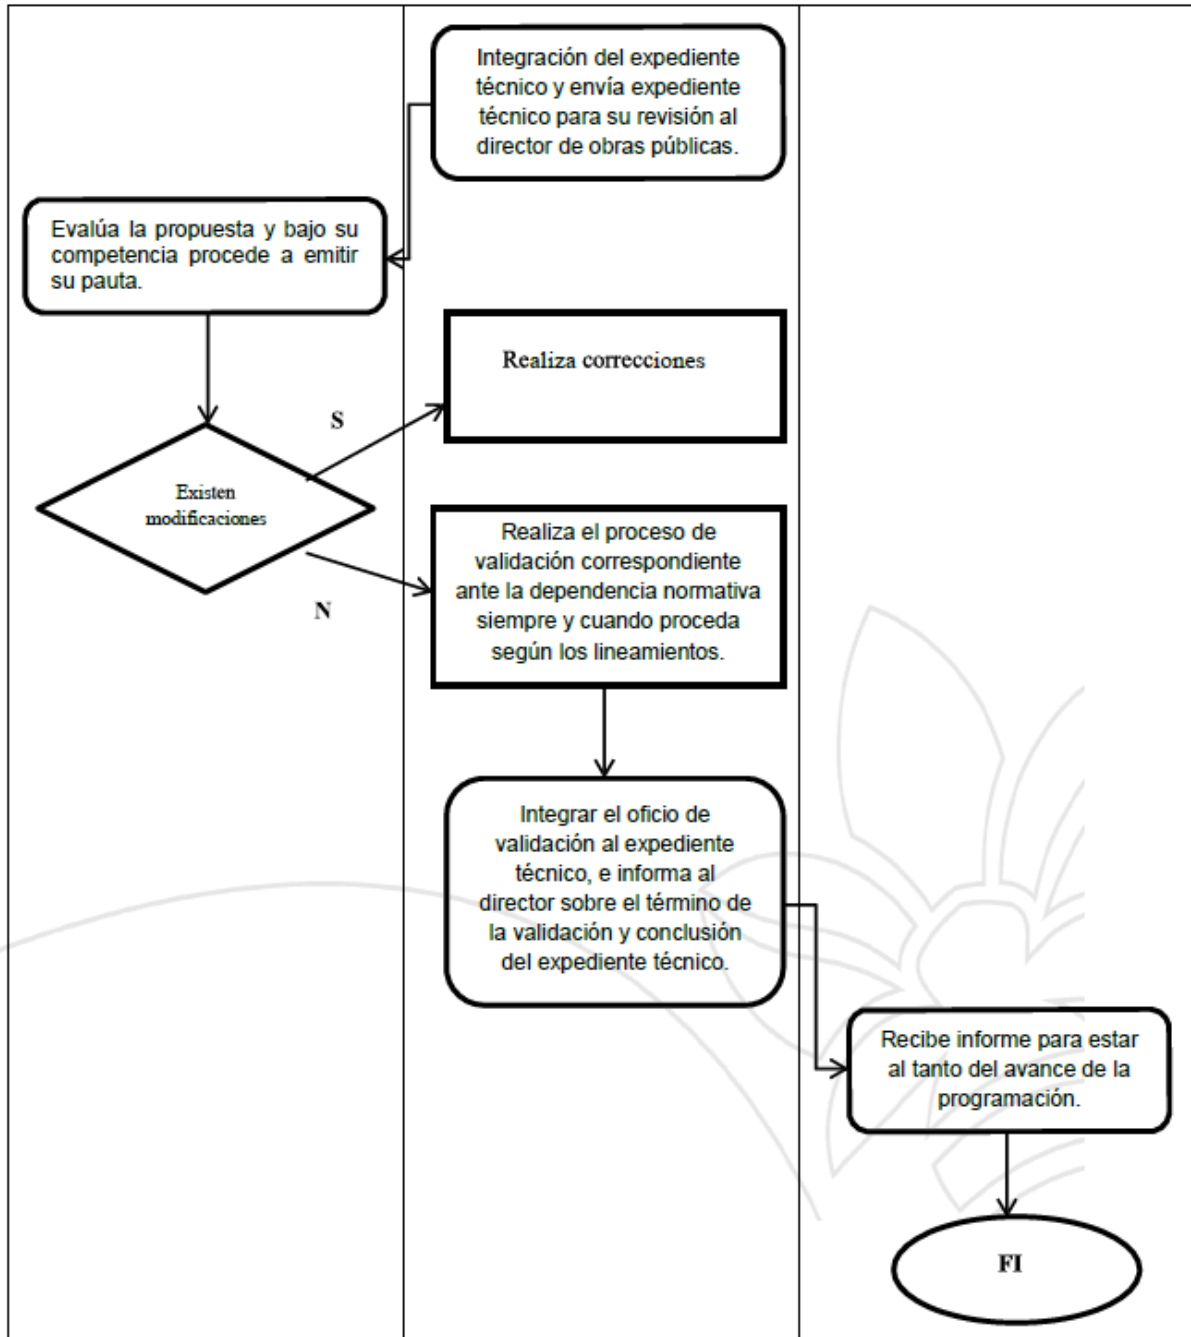 Integración del expediente
técnico y envía expediente
técnico para su revisión al
director de obras públicas.
Evalúa la propuesta y bajo su
competencia procede a emitir
su pauta.
Realiza correcciones
S
Existen
modificaciones
N
Realiza el proceso de
validación correspondiente
ante la dependencia normativa
siempre y cuando proceda
según los lineamientos.
Integrar el oficio de
validación al expediente
técnico, e informa al
director sobre el término de
la validación y conclusión
del expediente técnico.
Recibe informe para estar
al tanto del avance de la
programación.
FI